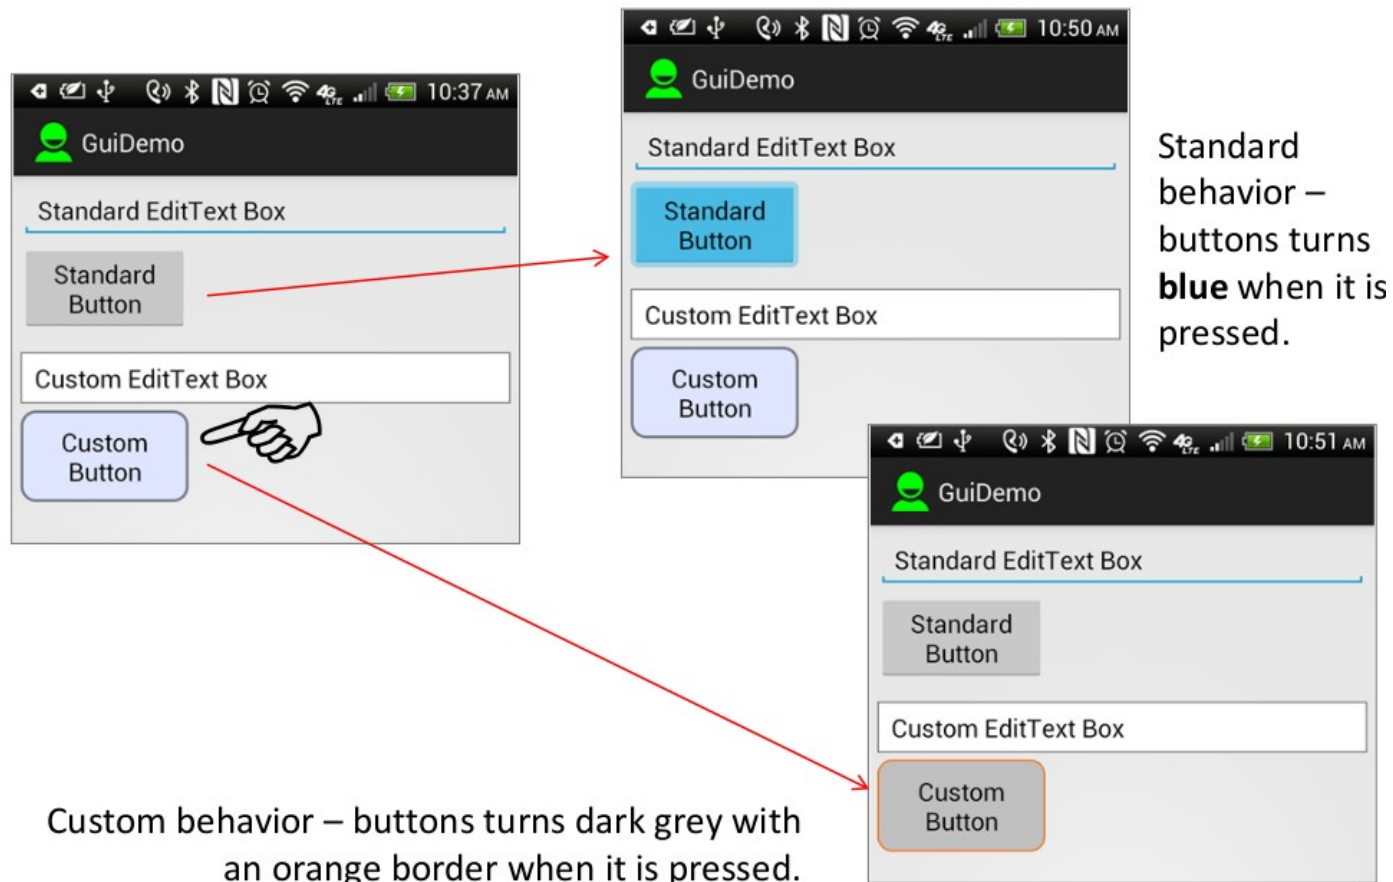 10:37 AM
GuiDemo
Standard EditText Box
Standard
Button
Custom EditText Box
Custom
Button
10:50 AM
GuiDemo
Standard EditText Box
Standard
Button
Custom EditText Box
Custom
Button
Standard
behavior –
buttons turns
blue when it is
pressed.
4G
LTE
10:51 AM
GuiDemo
Standard EditText Box
Standard
Button
Custom EditText Box
Custom
Button
Custom behavior – buttons turns dark grey with
an orange border when it is pressed.